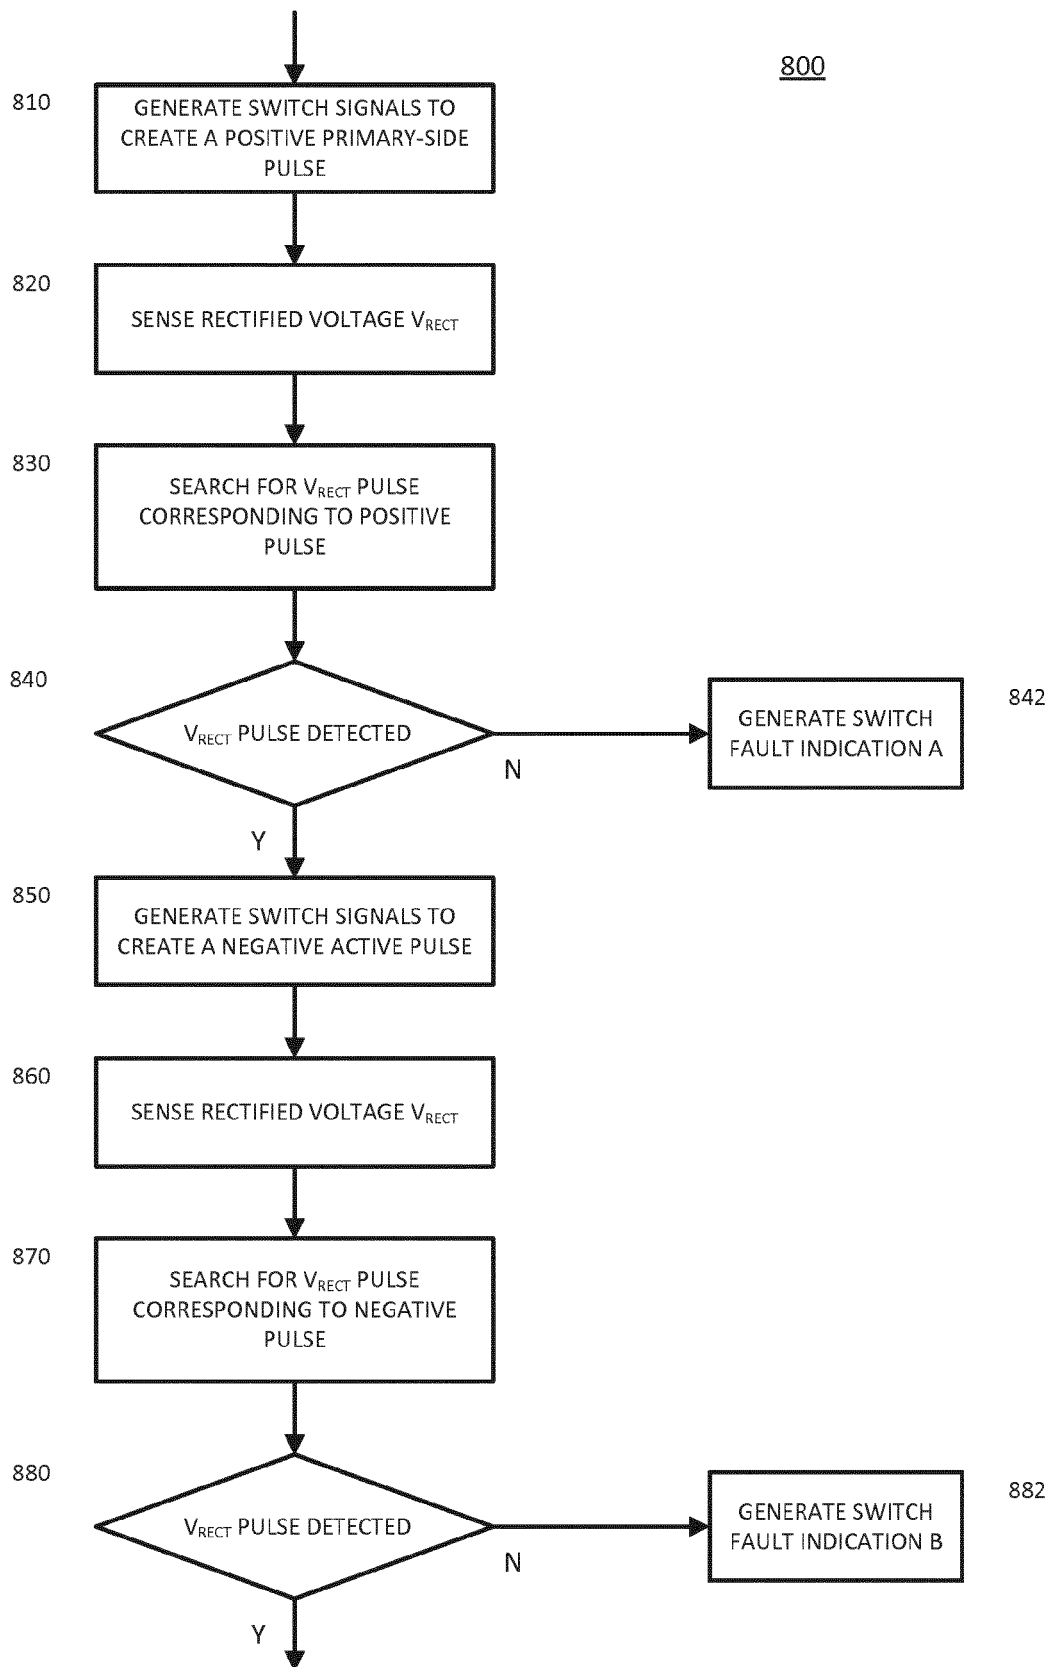 800
810
GENERATE SWITCH SIGNALS TO
CREATE A POSITIVE PRIMARY-SIDE
PULSE
820
SENSE RECTIFIED VOLTAGE VRECT
830
SEARCH FOR VRECT PULSE
CORRESPONDING TO POSITIVE
PULSE
840
VRECT PULSE DETECTED
N
842
GENERATE SWITCH
FAULT INDICATION A
Y
850
GENERATE SWITCH SIGNALS TO
CREATE A NEGATIVE ACTIVE PULSE
860
SENSE RECTIFIED VOLTAGE VRECT
870
SEARCH FOR VRECT PULSE
CORRESPONDING TO NEGATIVE
PULSE
880
VRECT PULSE DETECTED
N
882
GENERATE SWITCH
FAULT INDICATION B
Y